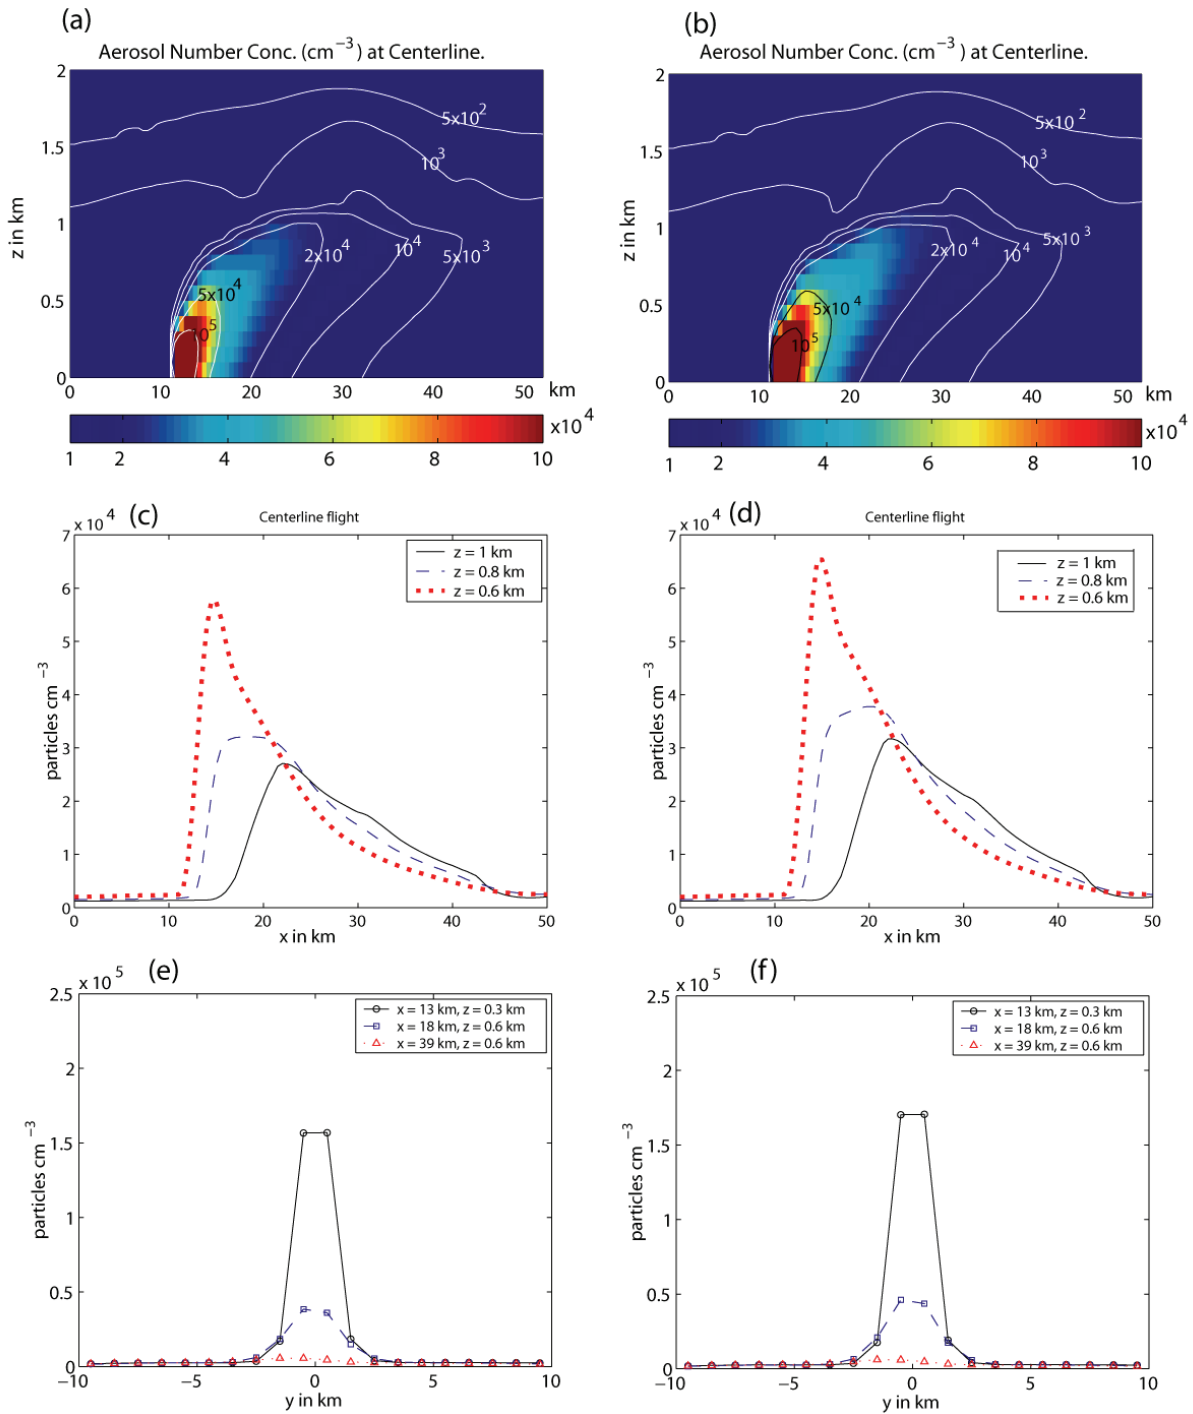 (a)
Aerosol Number Conc. (cm⁻³) at Centerline.
2
1.5
1
0.5
0
z in km
5x10²
10³
2x10⁴
10⁴
5x10³
5x10⁴
10⁵
0 10 20 30 40 50 km
1 2 4 6 8 10 x10⁴
(b)
Aerosol Number Conc. (cm⁻³) at Centerline.
2
1.5
1
0.5
0
z in km
5x10²
10³
2x10⁴
10⁴
5x10³
5x10⁴
10⁵
0 10 20 30 40 50 km
1 2 4 6 8 10 x10⁴
(c)
x 10⁴
Centerline flight
7
6
5
4
3
2
1
0
particles cm⁻³
z = 1 km
z = 0.8 km
z = 0.6 km
0 10 20 30 40 50
x in km
(d)
x 10⁴
Centerline flight
7
6
5
4
3
2
1
0
particles cm⁻³
z = 1 km
z = 0.8 km
z = 0.6 km
0 10 20 30 40 50
x in km
(e)
x 10⁵
2.5
2
1.5
1
0.5
0
particles cm⁻³
x = 13 km, z = 0.3 km
x = 18 km, z = 0.6 km
x = 39 km, z = 0.6 km
−10 −5 0 5 10
y in km
(f)
x 10⁵
2.5
2
1.5
1
0.5
0
particles cm⁻³
x = 13 km, z = 0.3 km
x = 18 km, z = 0.6 km
x = 39 km, z = 0.6 km
−10 −5 0 5 10
y in km